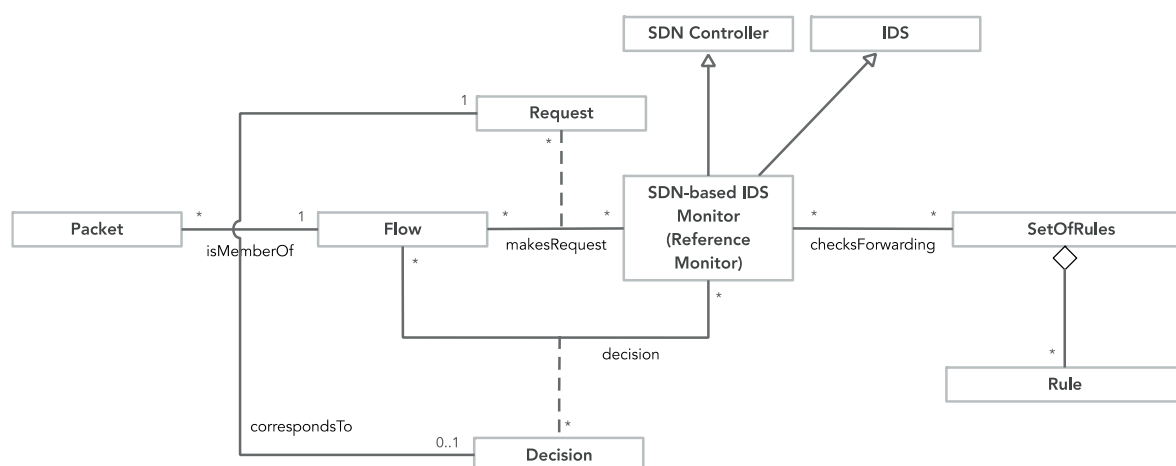 SDN Controller
IDS
1
Request
*
SDN-based IDS
Monitor
(Reference
Monitor)
Packet
*
1
isMemberOf
Flow
*
*
makesRequest
*
*
checksForwarding
SetOfRules
*
*
decision
*
Rule
correspondsTo
0..1
*
Decision